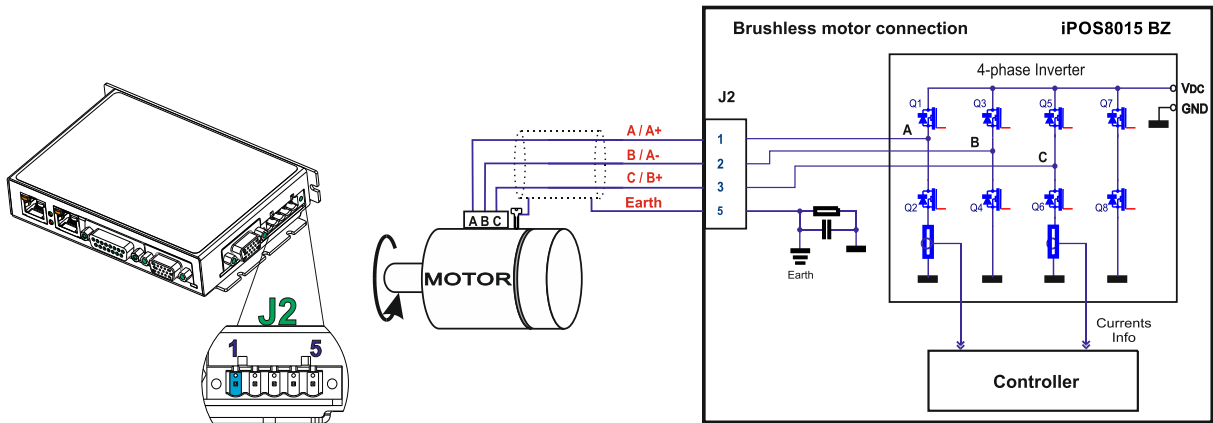 Brushless motor connection
iPOS8015 BZ
4-phase Inverter
J2
VDC
GND
Q1
Q3
Q5
Q7
A / A+
1
A
B / A-
2
B
C / B+
3
C
Earth
5
Q2
Q4
Q6
Q8
A B C
MOTOR
Earth
J2
1
5
Currents
Info
Controller